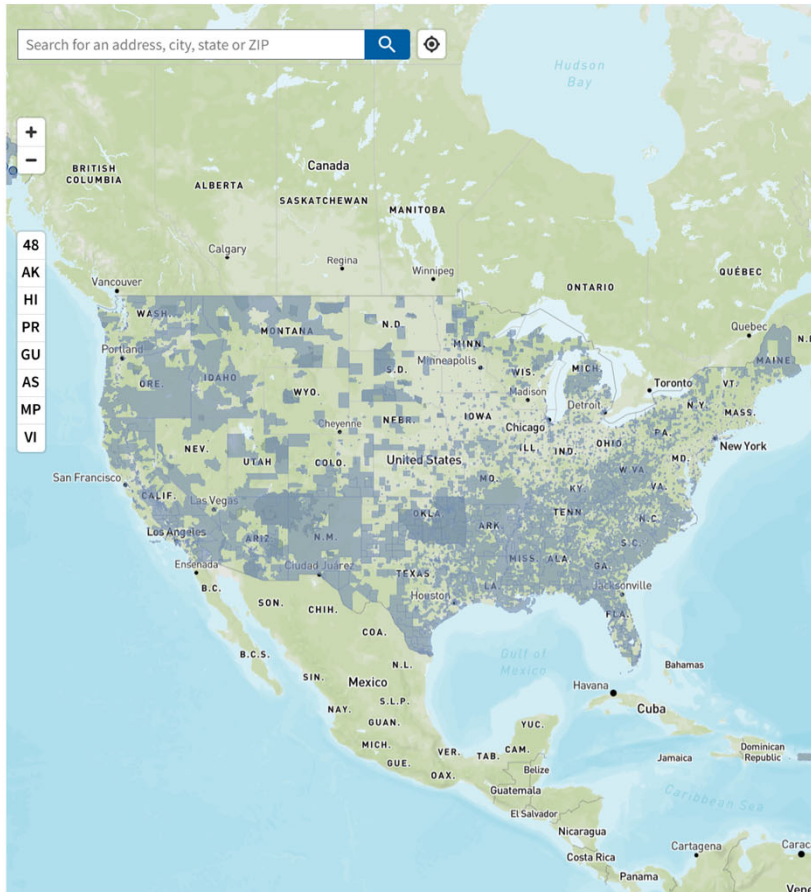 Search for an address, city, state or ZIP
Hudson
Bay
+
−
BRITISH
COLUMBIA
Canada
ALBERTA
SASKATCHEWAN
MANITOBA
48
AK
HI
PR
GU
AS
MP
VI
Calgary
Regina
Winnipeg
ONTARIO
QUÉBEC
Vancouver
Quebec
WASH.
MONTANA
N.D
MINN.
MAINE
Portland
Minneapolis
ORE.
IDAHO
S.D.
WIS.
MICH.
VT.
Toronto
WYO.
Madison
Detroit
N.Y.
MASS.
Cheyenne
NEBR.
IOWA
Chicago
PA.
New York
NEV.
UTAH
COLO.
United States
ILL
IND.
OHIO
MD.
San Francisco
CALIF.
Las Vegas
MO.
KY.
W.VA.
VA.
Los Angeles
ARIZ
N.M.
OKLA.
ARK.
TENN
N.C.
Ensenada
Ciudad Juárez
TEXAS
MISS.
ALA.
GA.
S.C.
B.C.
Houston
LA.
Jacksonville
SON.
CHIH.
FLA.
COA.
B.C.S.
N.L.
Gulf of
Mexico
Bahamas
SIN.
Mexico
Havana
Cuba
NAY.
S.L.P.
GUAN.
YUC.
MICH.
VER.
TAB.
CAM.
Jamaica
Dominican
Republic
GUE.
OAX.
Belize
Guatemala
Caribbean Sea
El Salvador
Nicaragua
Cartagena
Carac
Costa Rica
Panama
Ven